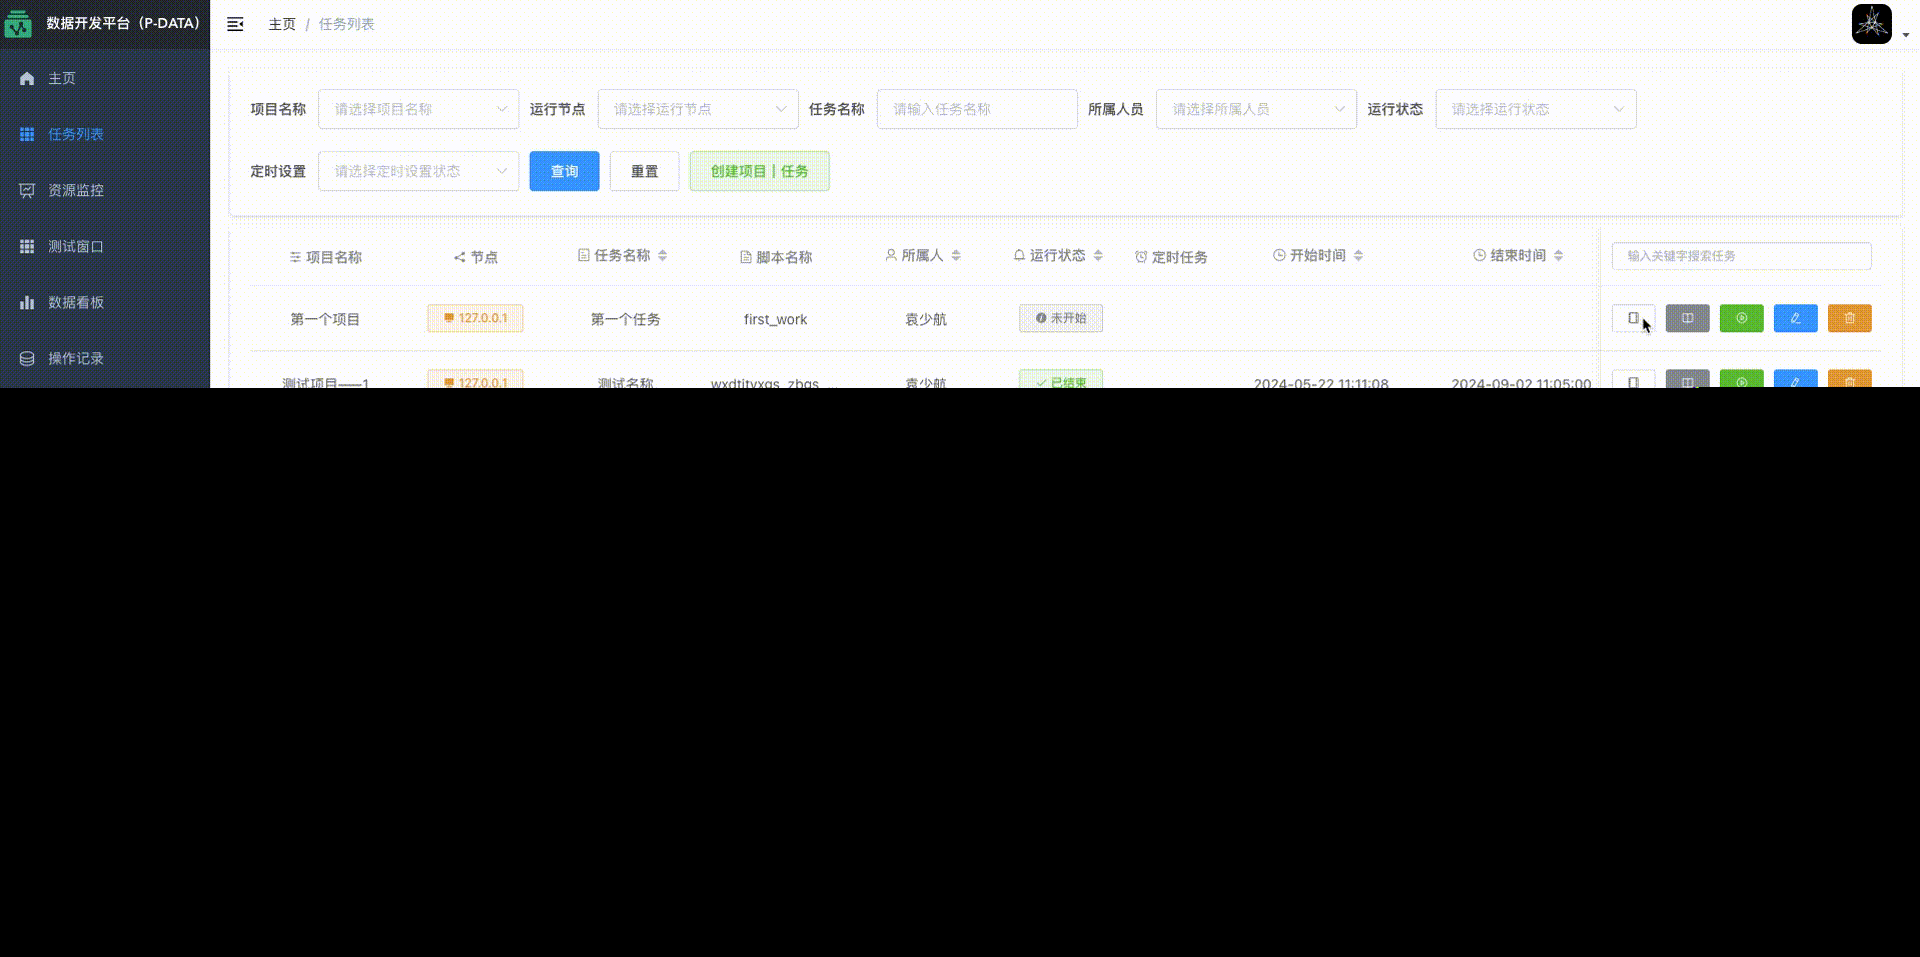 数据开发平台（P-DATA）
主页 / 任务列表
主页
任务列表
资源监控
测试窗口
数据看板
操作记录
项目名称 请选择项目名称 运行节点 请选择运行节点 任务名称 请输入任务名称 所属人员 请选择所属人员 运行状态 请选择运行状态
定时设置 请选择定时设置状态 查询 重置 创建项目 | 任务
项目名称 节点 任务名称 脚本名称 所属人 运行状态 定时任务 开始时间 结束时间 输入关键字搜索任务
第一个项目 127.0.0.1 第一个任务 first_work 袁少航 未开始
测试项目——1 127.0.0.1 测试名称 袁少航 已结束 2024-05-22 11:11:08 2024-09-02 11:05:00